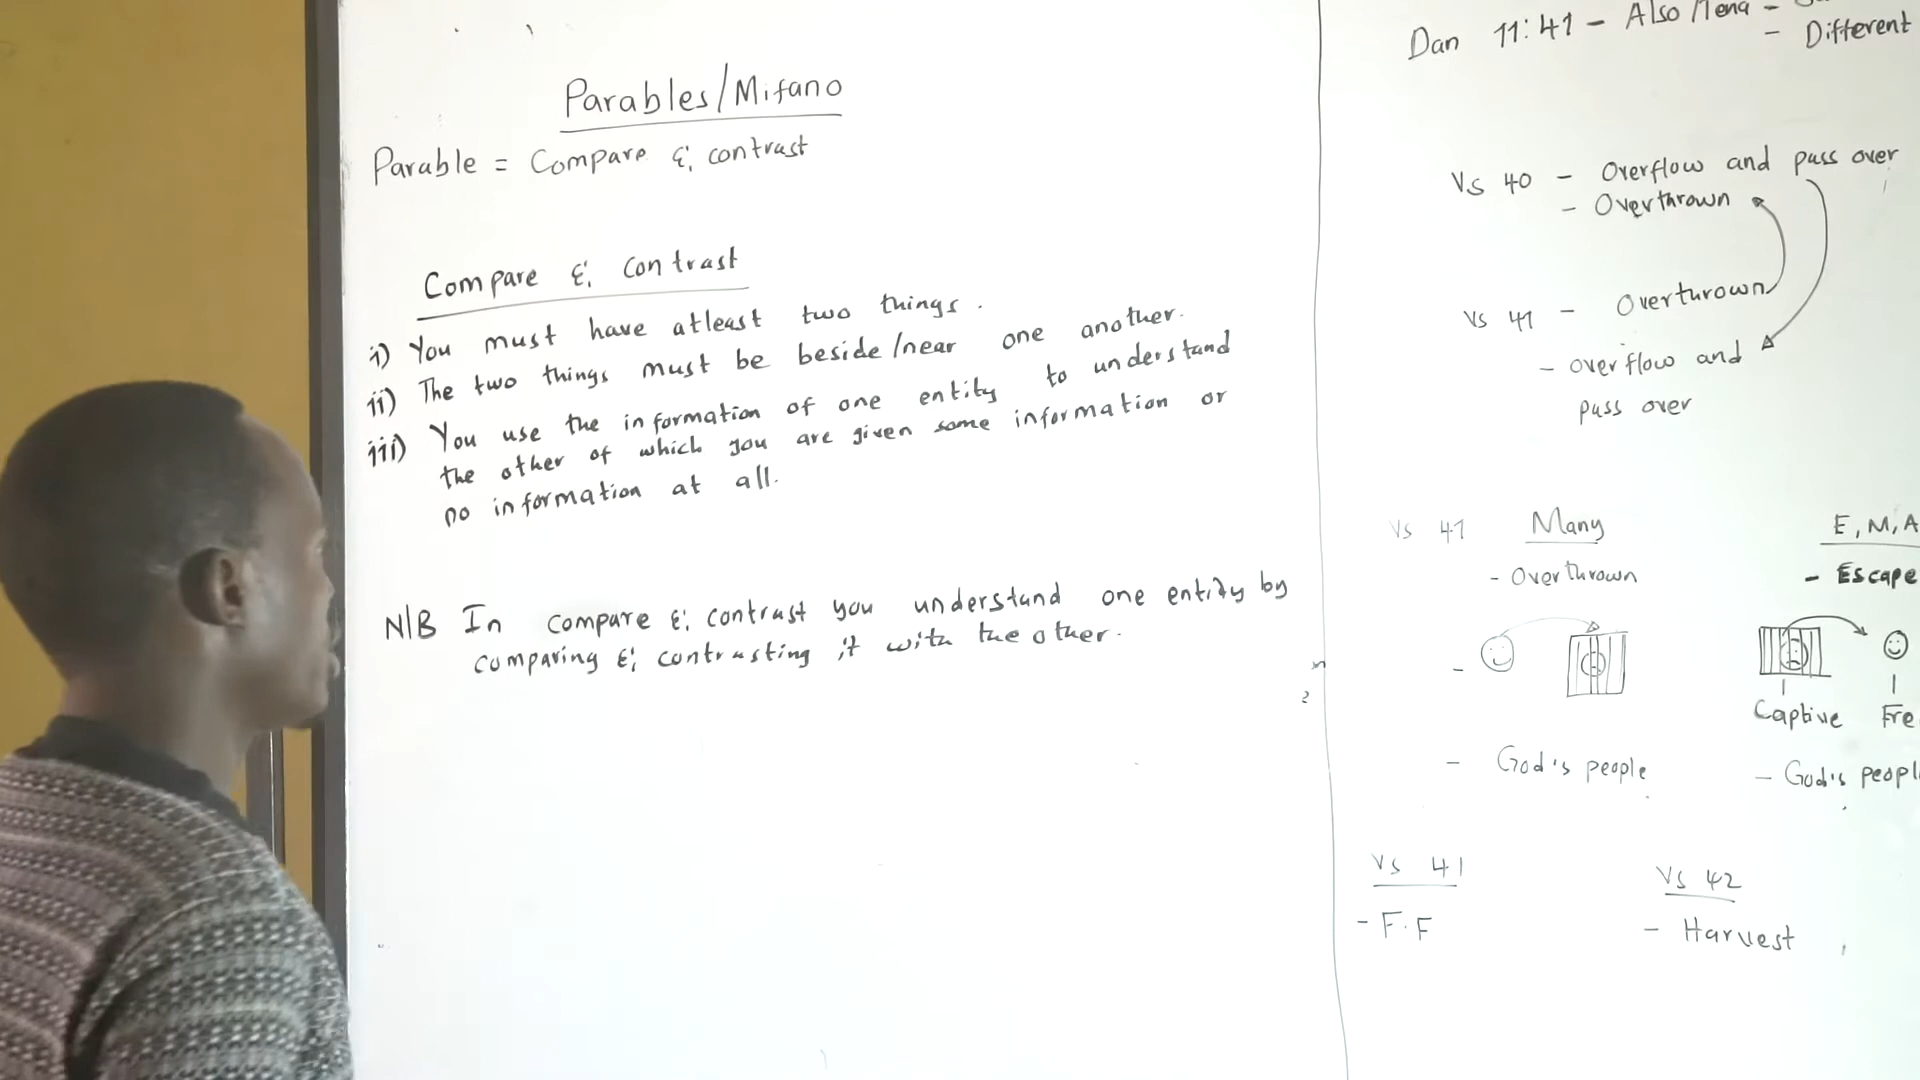 Parables/Mifano
Parable = Compare & contrast
Compare & contrast
i) You must have atleast two things.
ii) The two things must be beside/near one another.
iii) You use the information of one entity to understand
the other of which you are given some information or
no information at all.
N/B In compare & contrast you understand one entity by
comparing & contrasting it with the other.
Dan 11:41 - Also/Tena -
- Different
Vs 40 - Overflow and pass over
- Overthrown
Vs 41 - Overthrown
- overflow and
pass over
Vs 41 Many
- Overthrown
- God's people
E, M, A
- Escape
Captive
- God's
Vs 41
- F.F
Vs 42
- Harvest